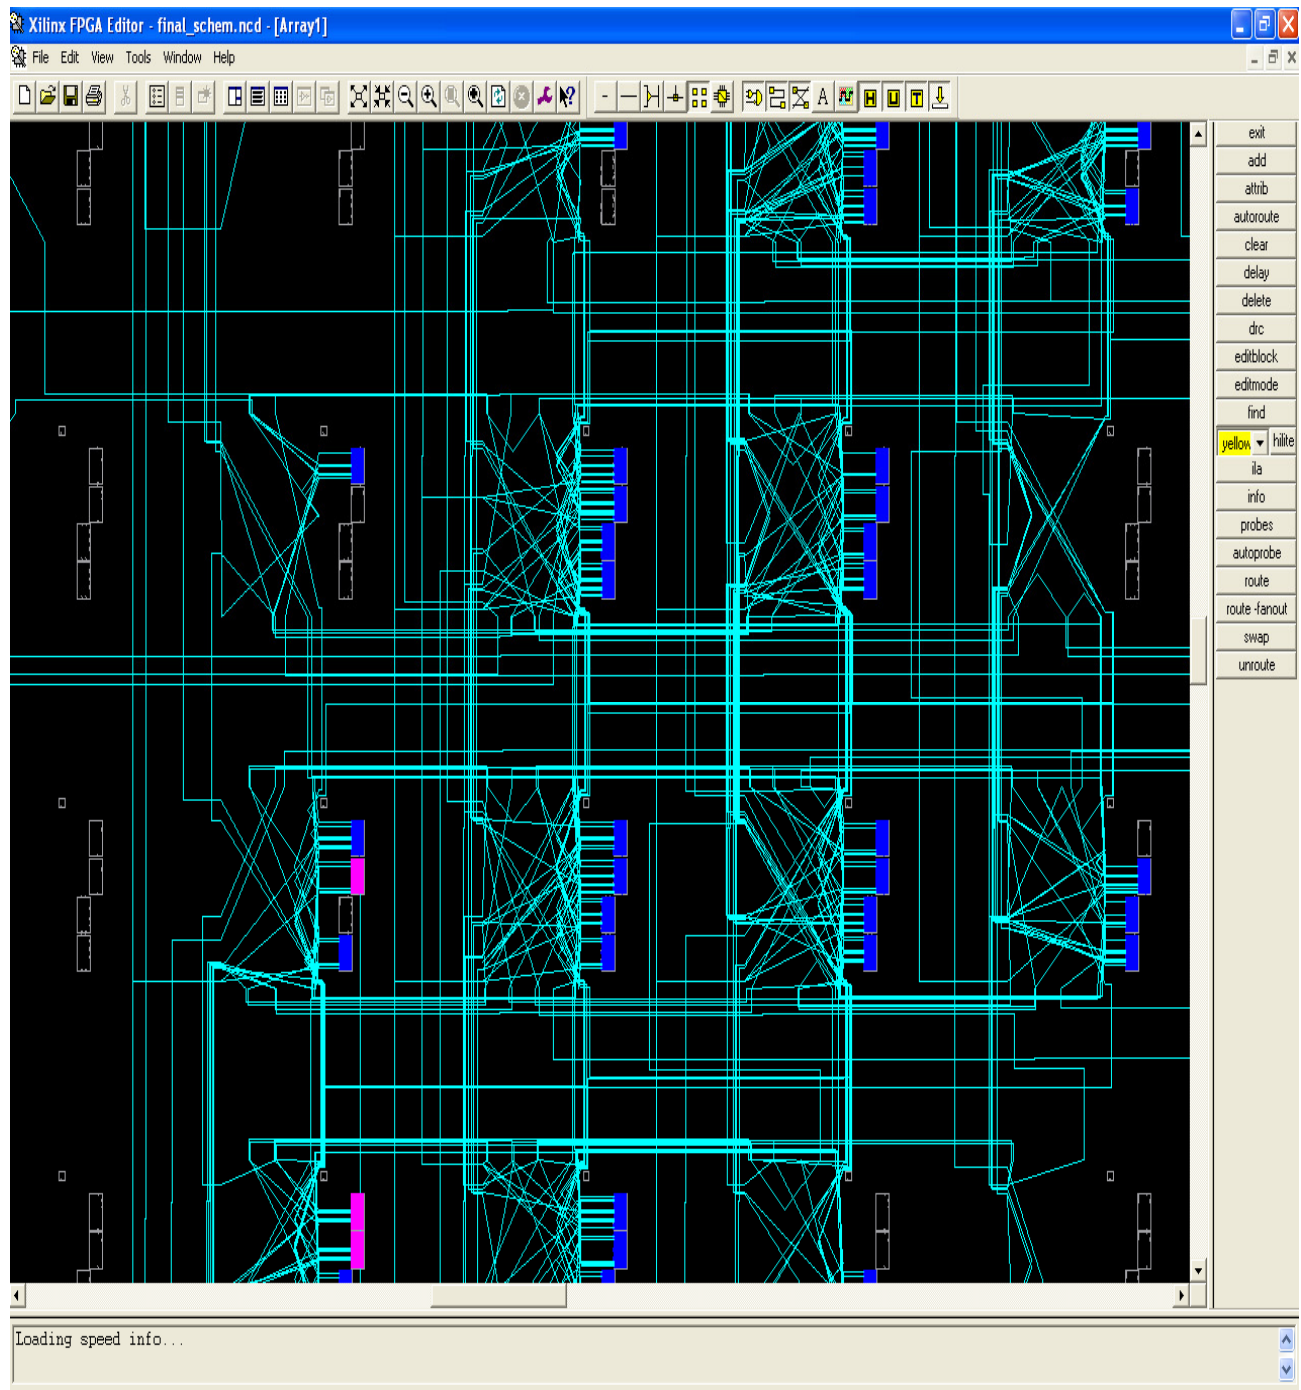 Xilinx FPGA Editor - final_schem.ncd - [Array1]
File Edit View Tools Window Help
A H U T
exit
add
attrib
autoroute
clear
delay
delete
drc
editblock
editmode
find
yellow hilite
ila
info
probes
autoprobe
route
route -fanout
swap
unroute
Loading speed info...